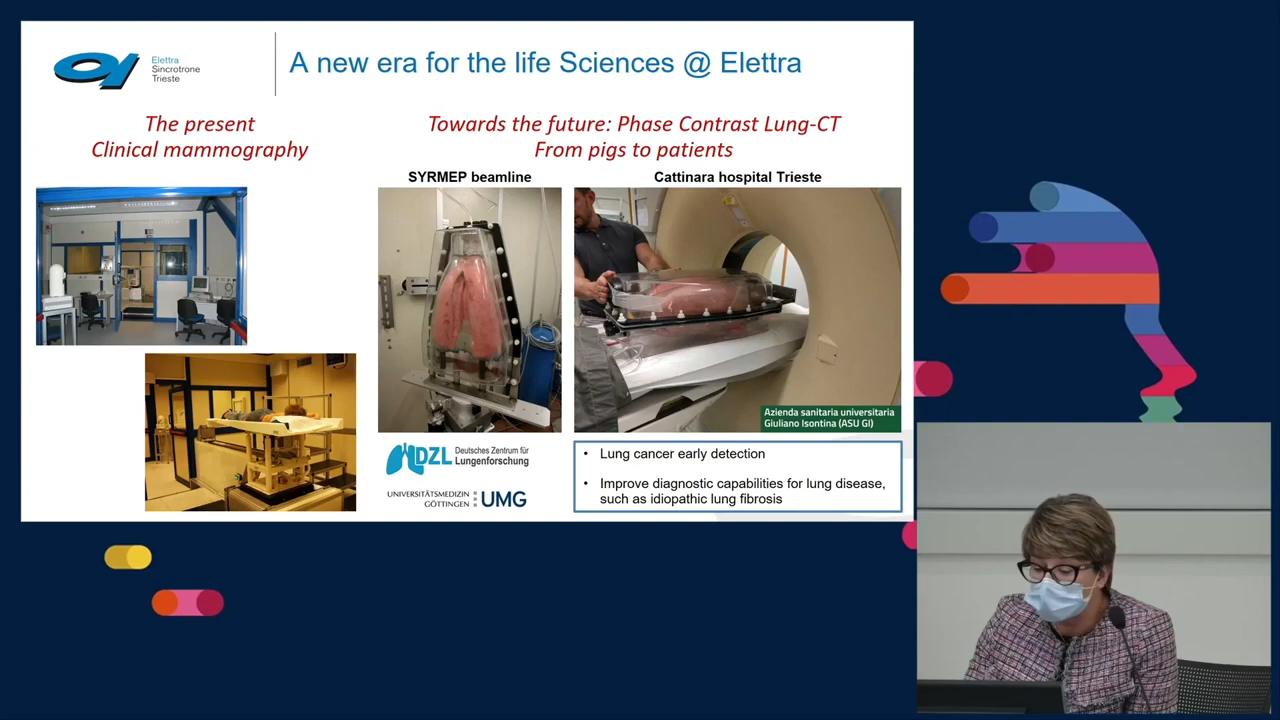 Elettra
Sincrotrone
Trieste
A new era for the life Sciences @ Elettra
The present
Clinical mammography
Towards the future: Phase Contrast Lung-CT
From pigs to patients
SYRMEP beamline
Cattinara hospital Trieste
Azienda sanitaria universitaria
Giuliano Isontina (ASU GI)
DZL Deutsches Zentrum für
Lungenforschung
UNIVERSITÄTSMEDIZIN
GÖTTINGEN UMG
• Lung cancer early detection
• Improve diagnostic capabilities for lung disease,
such as idiopathic lung fibrosis